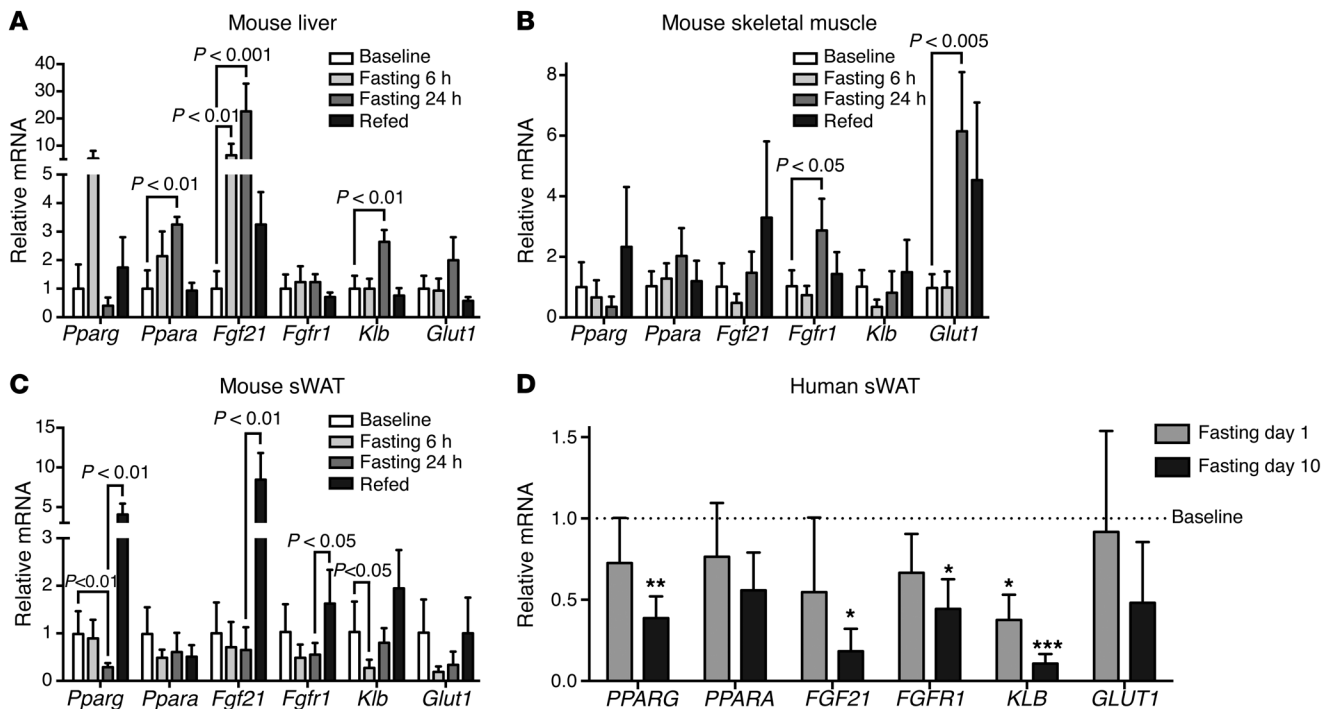 A
Mouse liver
Relative mRNA
40
30
20
10
5
4
3
2
1
0
P < 0.001
P < 0.01
P < 0.01
P < 0.01
Baseline
Fasting 6 h
Fasting 24 h
Refed
Pparg Ppara Fgf21 Fgfr1 Klb Glut1
B
Mouse skeletal muscle
Relative mRNA
8
6
4
2
0
Baseline
Fasting 6 h
Fasting 24 h
Refed
P < 0.005
P < 0.05
Pparg Ppara Fgf21 Fgfr1 Klb Glut1
C
Mouse sWAT
Relative mRNA
15
10
5
3
2
1
0
P < 0.01
P < 0.01
P<0.01
P < 0.05
P<0.05
Baseline
Fasting 6 h
Fasting 24 h
Refed
Pparg Ppara Fgf21 Fgfr1 Klb Glut1
D
Human sWAT
Relative mRNA
1.5
1.0
0.5
0.0
Fasting day 1
Fasting day 10
Baseline
** * * * ***
PPARG PPARA FGF21 FGFR1 KLB GLUT1